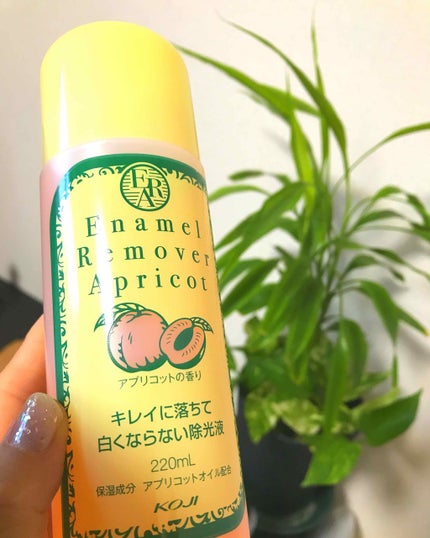 ERA
Enamel
Remover
Apricot
アプリコットの香り
キレイに落ちて
白くならない除光液
220mL
保湿成分 アプリコットオイル配合
KOJI